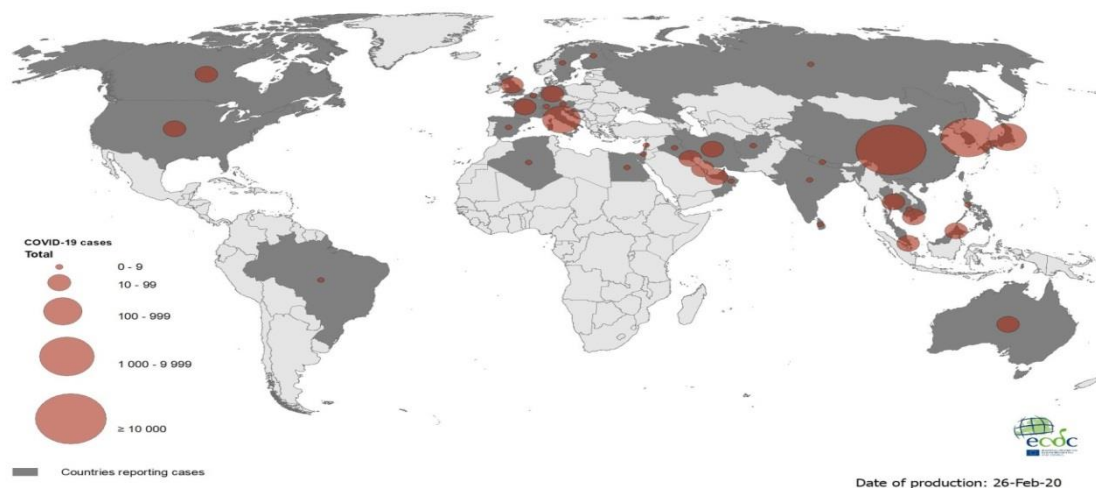 COVID-19 cases
Total
0 - 9
10 - 99
100 - 999
1 000 - 9 999
≥ 10 000
Countries reporting cases
ecdc
Date of production: 26-Feb-20